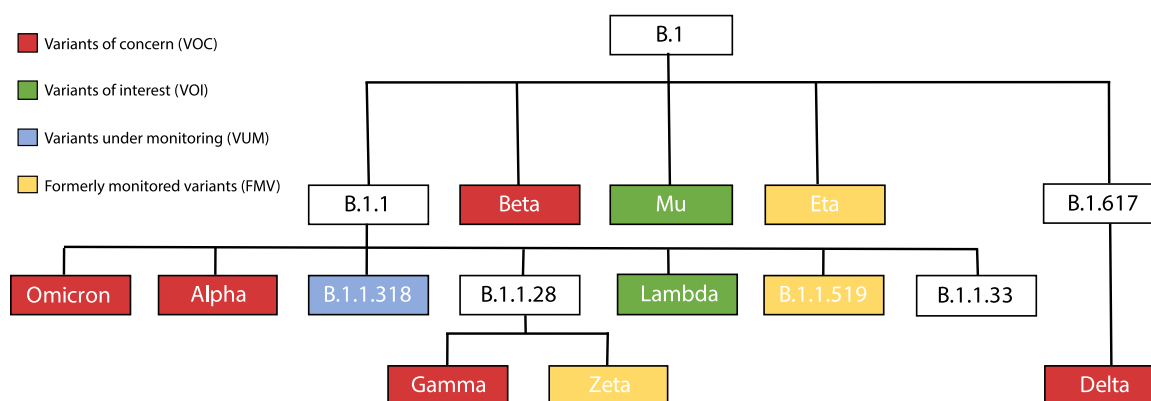 B.1
Variants of concern (VOC)
Variants of interest (VOI)
Variants under monitoring (VUM)
Formerly monitored variants (FMV)
B.1.1
Beta
Mu
Eta
B.1.617
Omicron
Alpha
B.1.1.318
B.1.1.28
Lambda
B.1.1.519
B.1.1.33
Gamma
Zeta
Delta